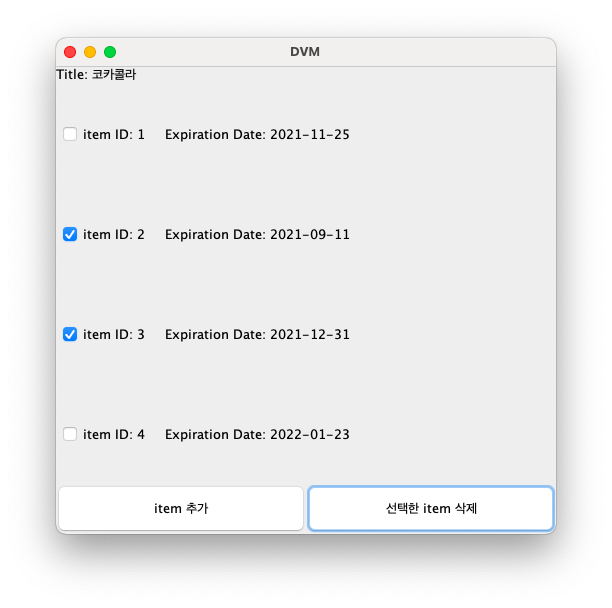 DVM
Title: 코카콜라
item ID: 1 Expiration Date: 2021-11-25
item ID: 2 Expiration Date: 2021-09-11
item ID: 3 Expiration Date: 2021-12-31
item ID: 4 Expiration Date: 2022-01-23
item 추가 선택한 item 삭제